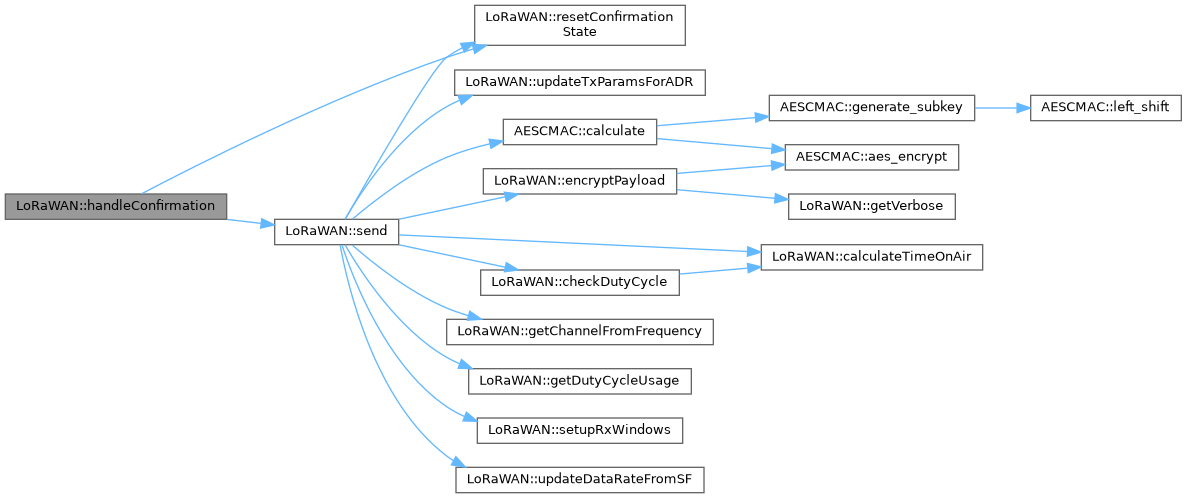 LoRaWAN::resetConfirmation
State
LoRaWAN::updateTxParamsForADR
AESCMAC::generate_subkey
AESCMAC::left_shift
AESCMAC::calculate
AESCMAC::aes_encrypt
LoRaWAN::encryptPayload
LoRaWAN::handleConfirmation
LoRaWAN::getVerbose
LoRaWAN::send
LoRaWAN::calculateTimeOnAir
LoRaWAN::checkDutyCycle
LoRaWAN::getChannelFromFrequency
LoRaWAN::getDutyCycleUsage
LoRaWAN::setupRxWindows
LoRaWAN::updateDataRateFromSF